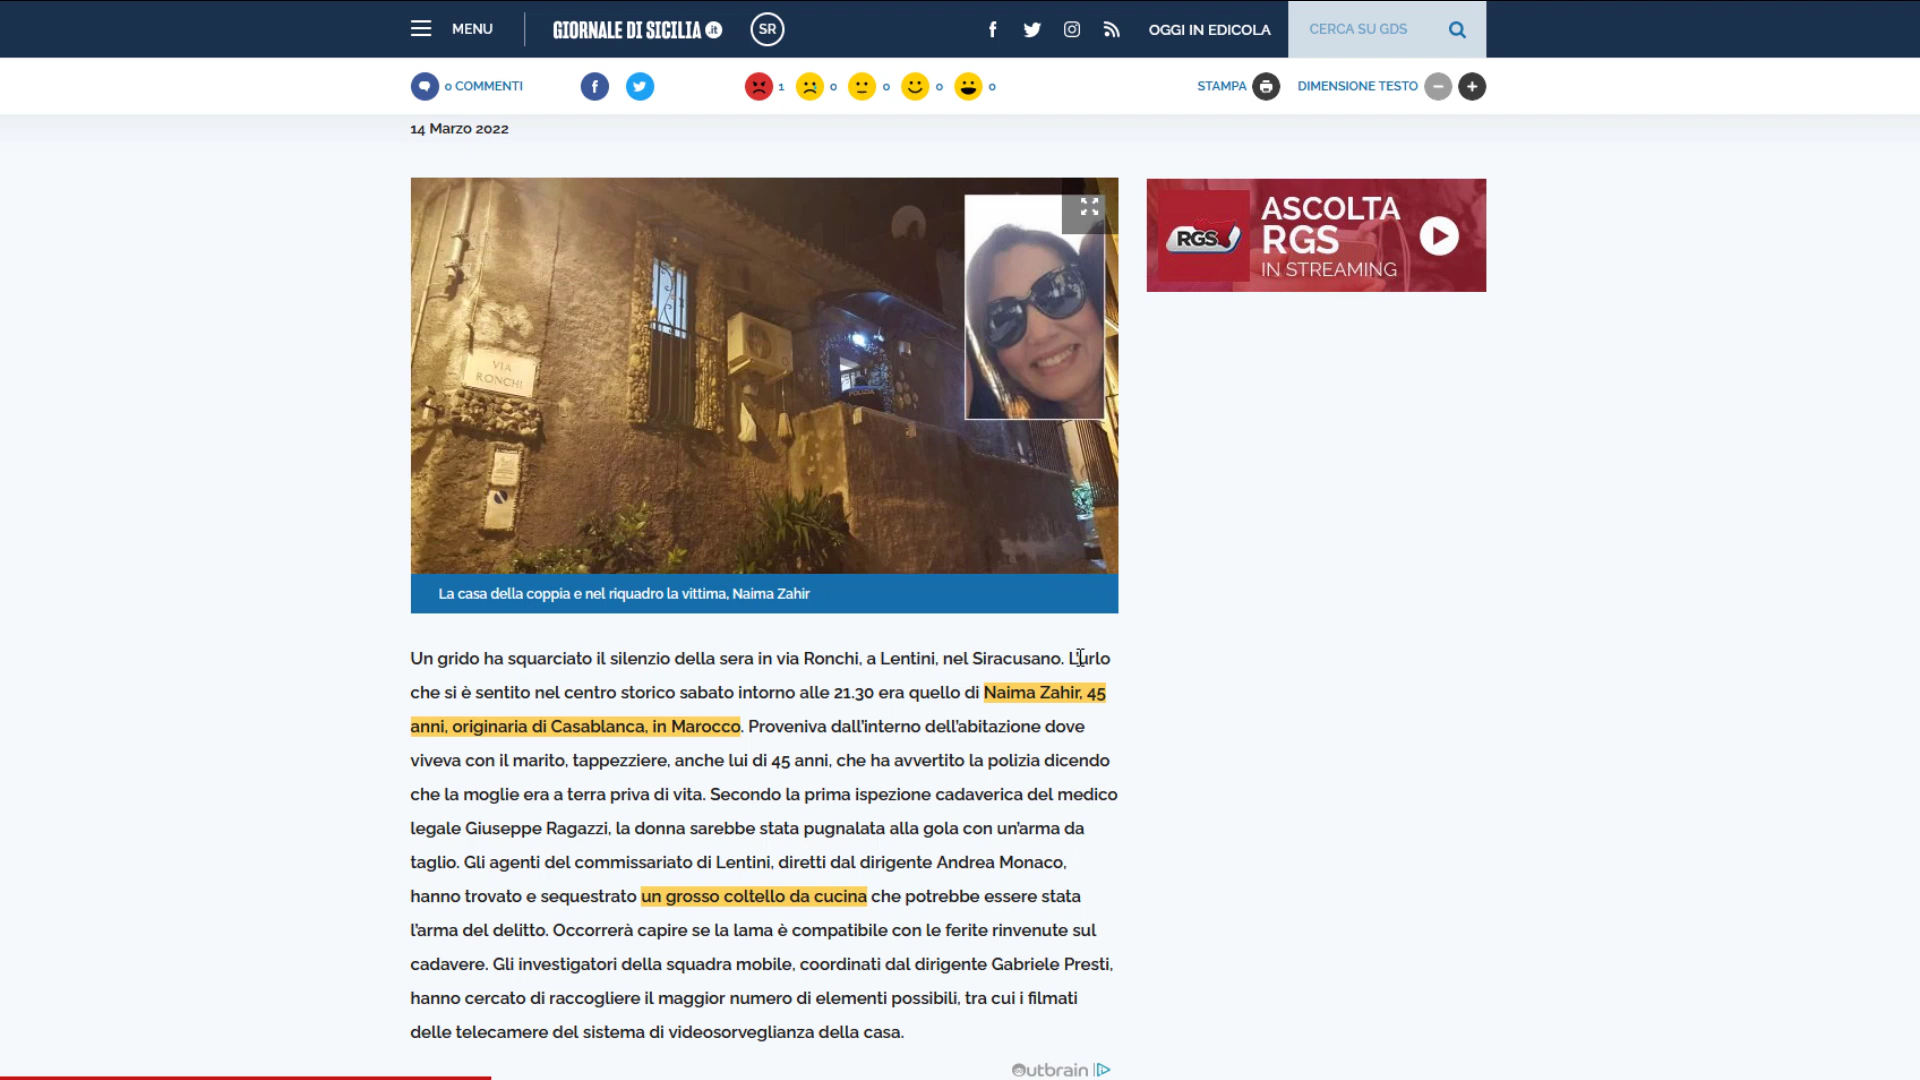 MENU
GIORNALE DI SICILIA .it
SR
OGGI IN EDICOLA
CERCA SU GDS
0 COMMENTI
1
0
0
0
0
STAMPA
DIMENSIONE TESTO
14 Marzo 2022
VIA
RONCHI
POLIZIA
ASCOLTA
RGS
RGS
IN STREAMING
La casa della coppia e nel riquadro la vittima, Naima Zahir
Un grido ha squarciato il silenzio della sera in via Ronchi, a Lentini, nel Siracusano. L'urlo
che si è sentito nel centro storico sabato intorno alle 21.30 era quello di Naima Zahir, 45
anni, originaria di Casablanca, in Marocco. Proveniva dall'interno dell'abitazione dove
viveva con il marito, tappezziere, anche lui di 45 anni, che ha avvertito la polizia dicendo
che la moglie era a terra priva di vita. Secondo la prima ispezione cadaverica del medico
legale Giuseppe Ragazzi, la donna sarebbe stata pugnalata alla gola con un'arma da
taglio. Gli agenti del commissariato di Lentini, diretti dal dirigente Andrea Monaco,
hanno trovato e sequestrato un grosso coltello da cucina che potrebbe essere stata
l'arma del delitto. Occorrerà capire se la lama è compatibile con le ferite rinvenute sul
cadavere. Gli investigatori della squadra mobile, coordinati dal dirigente Gabriele Presti,
hanno cercato di raccogliere il maggior numero di elementi possibili, tra cui i filmati
delle telecamere del sistema di videosorveglianza della casa.
Outbrain